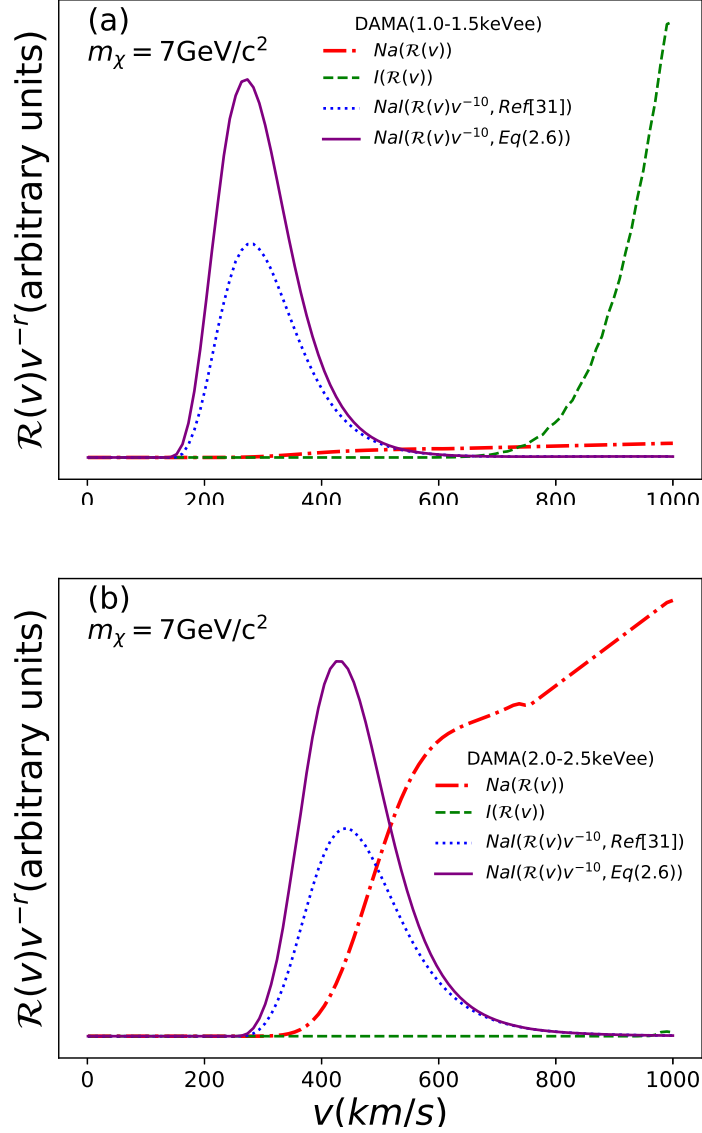 (a)
mχ = 7GeV/c²
DAMA(1.0-1.5keVee)
Na(ℛ(v))
I(ℛ(v))
NaI(ℛ(v)v⁻¹⁰, Ref[31])
NaI(ℛ(v)v⁻¹⁰, Eq(2.6))
ℛ(v)v⁻ʳ(arbitrary units)
0 200 400 600 800 1000
(b)
mχ = 7GeV/c²
DAMA(2.0-2.5keVee)
Na(ℛ(v))
I(ℛ(v))
NaI(ℛ(v)v⁻¹⁰, Ref[31])
NaI(ℛ(v)v⁻¹⁰, Eq(2.6))
ℛ(v)v⁻ʳ(arbitrary units)
0 200 400 600 800 1000
v(km/s)